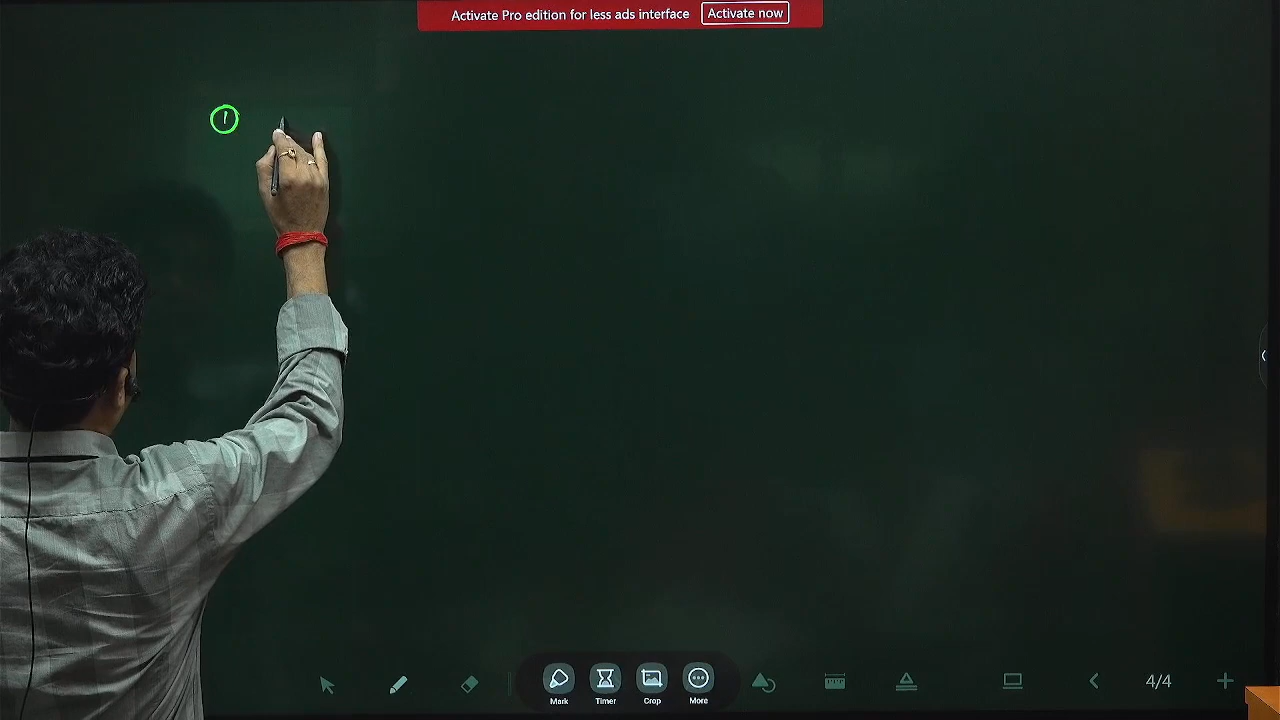 Activate Pro edition for less ads interface Activate now
1
Mark Timer Crop More
4/4